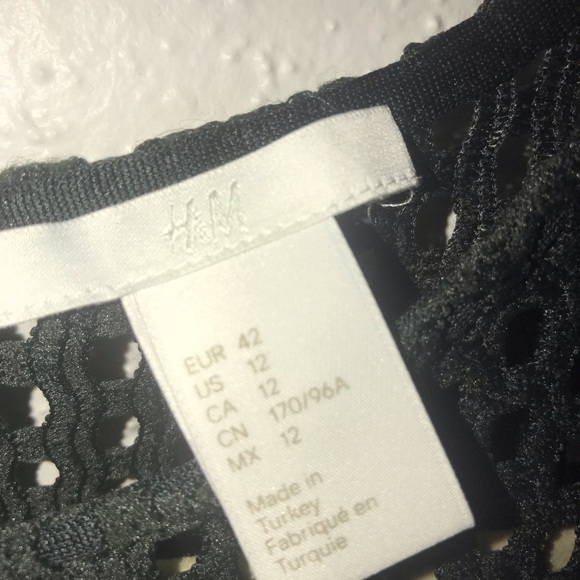 H&M
EUR 42
US 12
CA 12
CN 170/96A
MX 12
Made in
Turkey
Fabriqué en
Turquie